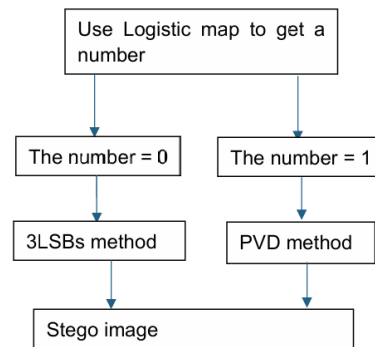 Use Logistic map to get a
number
The number = 0
The number = 1
3LSBs method
PVD method
Stego image